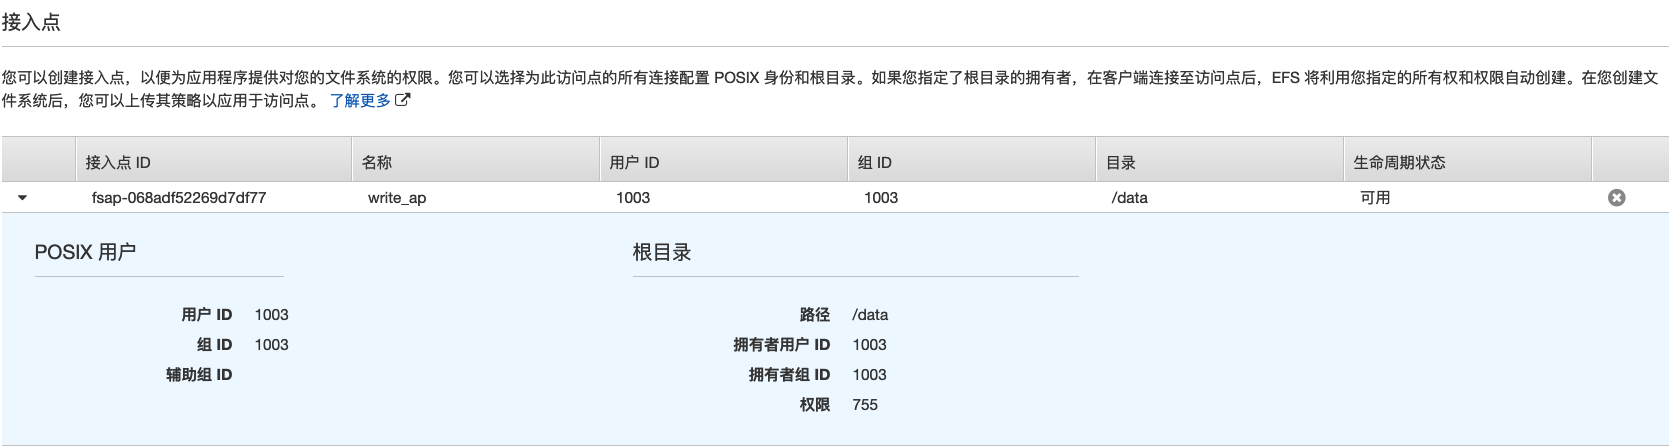 接入点
您可以创建接入点，以便为应用程序提供对您的文件系统的权限。您可以选择为此访问点的所有连接配置 POSIX 身份和根目录。如果您指定了根目录的拥有者，在客户端连接至访问点后，EFS 将利用您指定的所有权和权限自动创建。在您创建文
件系统后，您可以上传其策略以应用于访问点。 了解更多
接入点 ID 名称 用户 ID 组 ID 目录 生命周期状态
fsap-068adf52269d7df77 write_ap 1003 1003 /data 可用
POSIX 用户 根目录
用户 ID 1003 路径 /data
组 ID 1003 拥有者用户 ID 1003
辅助组 ID 拥有者组 ID 1003
权限 755